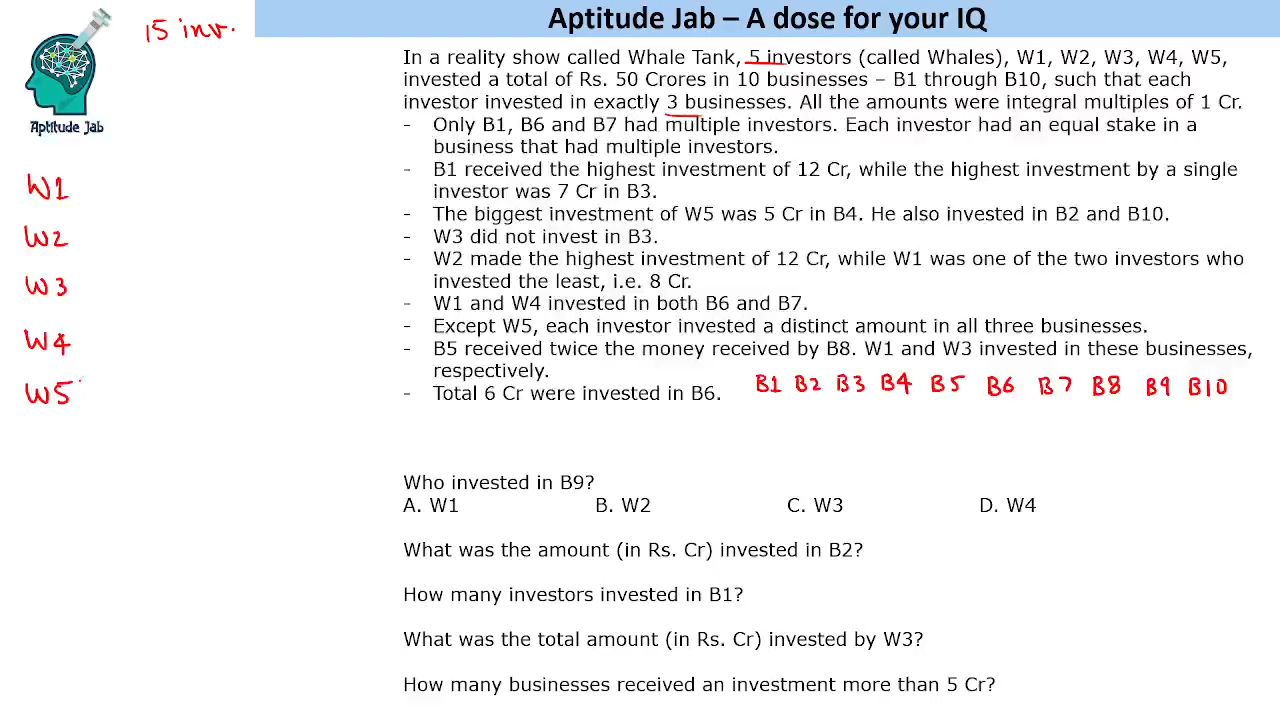 Aptitude Jab – A dose for your IQ
15 inv.
Aptitude Jab
In a reality show called Whale Tank, 5 investors (called Whales), W1, W2, W3, W4, W5,
invested a total of Rs. 50 Crores in 10 businesses – B1 through B10, such that each
investor invested in exactly 3 businesses. All the amounts were integral multiples of 1 Cr.
- Only B1, B6 and B7 had multiple investors. Each investor had an equal stake in a
business that had multiple investors.
- B1 received the highest investment of 12 Cr, while the highest investment by a single
investor was 7 Cr in B3.
- The biggest investment of W5 was 5 Cr in B4. He also invested in B2 and B10.
- W3 did not invest in B3.
- W2 made the highest investment of 12 Cr, while W1 was one of the two investors who
invested the least, i.e. 8 Cr.
- W1 and W4 invested in both B6 and B7.
- Except W5, each investor invested a distinct amount in all three businesses.
- B5 received twice the money received by B8. W1 and W3 invested in these businesses,
respectively.
- Total 6 Cr were invested in B6.
W1
W2
W3
W4
W5
B1 B2 B3 B4 B5 B6 B7 B8 B9 B10
Who invested in B9?
A. W1 B. W2 C. W3 D. W4
What was the amount (in Rs. Cr) invested in B2?
How many investors invested in B1?
What was the total amount (in Rs. Cr) invested by W3?
How many businesses received an investment more than 5 Cr?